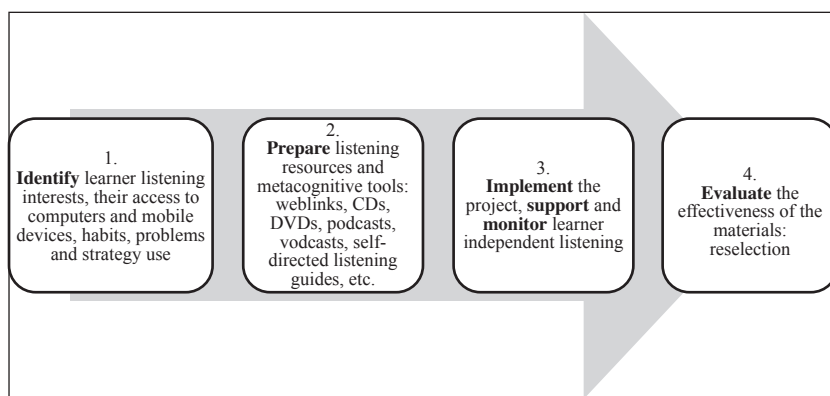 1.
Identify learner listening
interests, their access to
computers and mobile
devices, habits, problems
and strategy use
2.
Prepare listening
resources and
metacognitive tools:
weblinks, CDs,
DVDs, podcasts,
vodcasts, self-
directed listening
guides, etc.
3.
Implement the
project, support and
monitor learner
independent listening
4.
Evaluate the
effectiveness of the
materials:
reselection